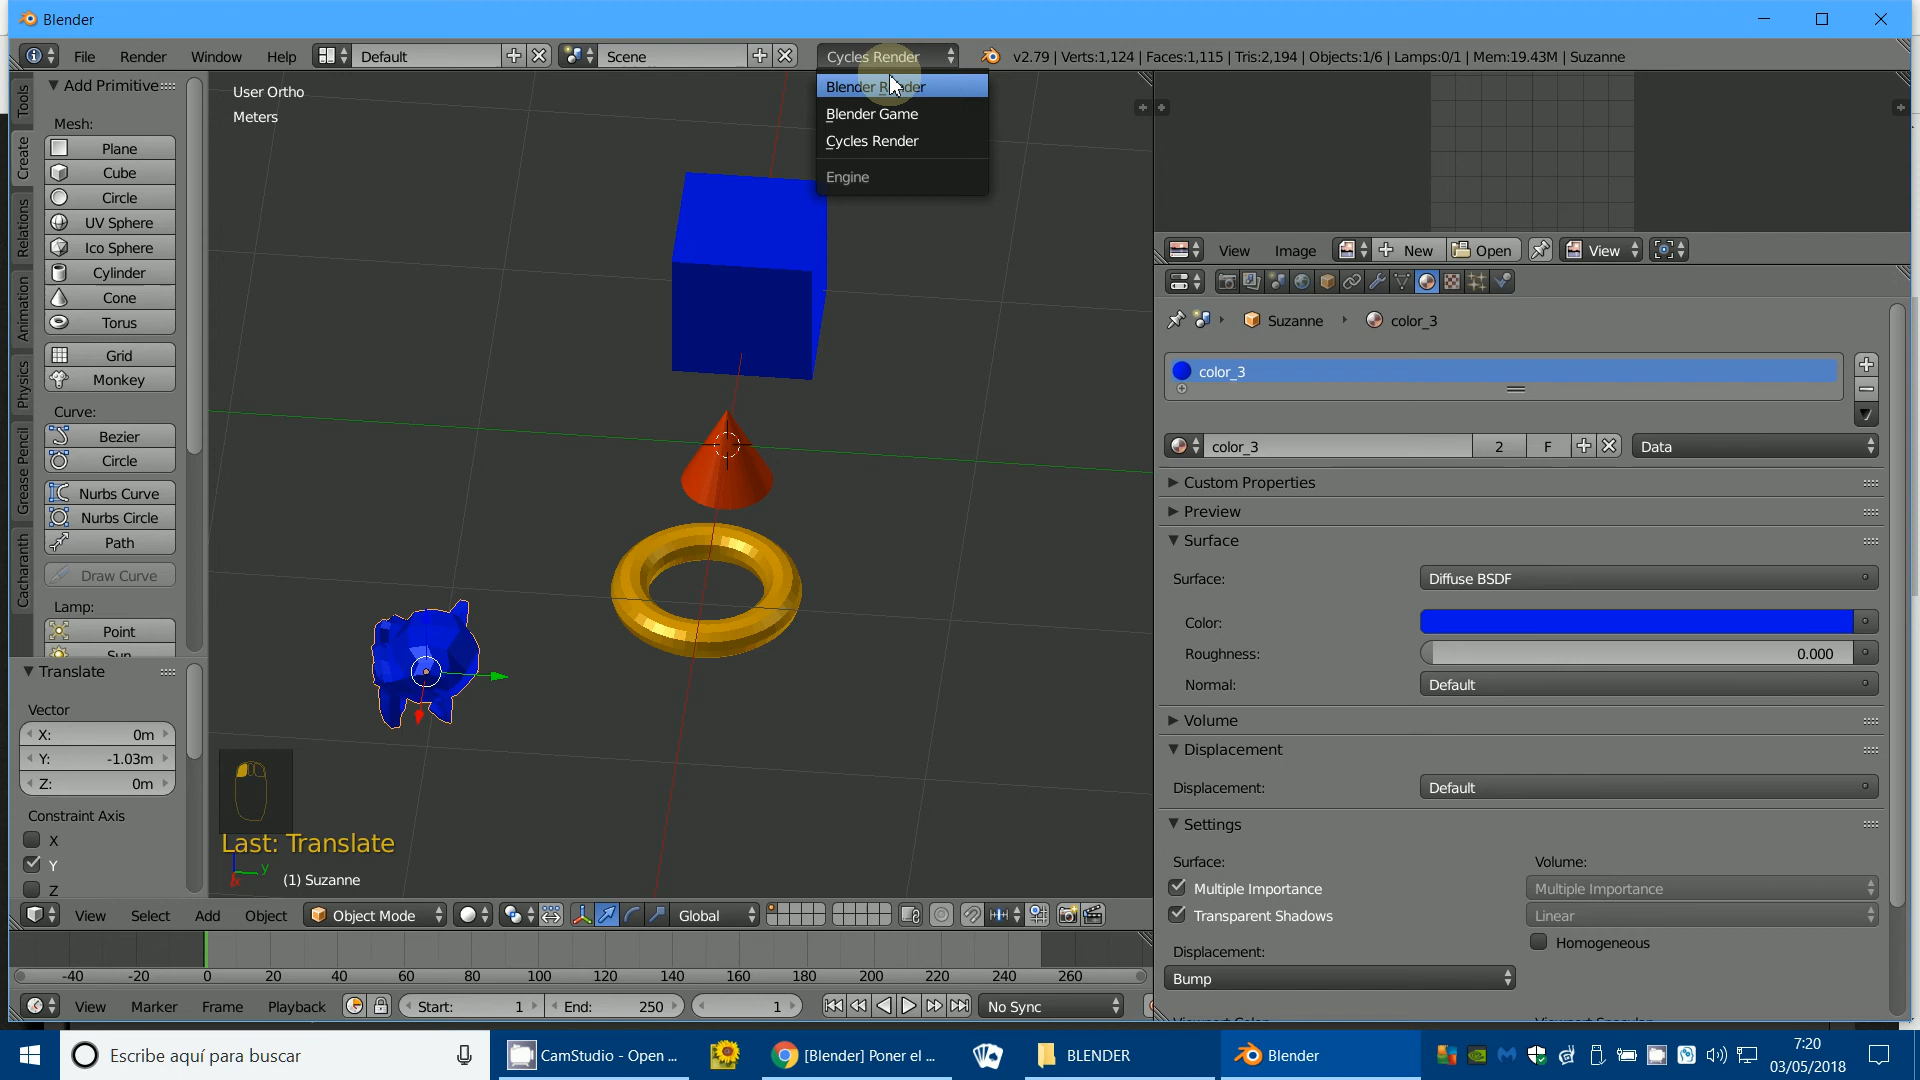 Blender
File Render Window Help Default Scene Cycles Render v2.79 | Verts:1,124 | Faces:1,115 | Tris:2,194 | Objects:1/6 | Lamps:0/1 | Mem:19.43M | Suzanne
Blender Render
Blender Game
Cycles Render
Engine
Tools
Create
Relations
Animation
Physics
Grease Pencil
Cacharanth
Add Primitive
Mesh:
Plane
Cube
Circle
UV Sphere
Ico Sphere
Cylinder
Cone
Torus
Grid
Monkey
Curve:
Bezier
Circle
Nurbs Curve
Nurbs Circle
Path
Draw Curve
Lamp:
Point
Sun
Translate
Vector
X: 0m
Y: -1.03m
Z: 0m
Constraint Axis
X
Y
Z
User Ortho
Meters
Last: Translate
y
(1) Suzanne
View Select Add Object Object Mode Global
-40 -20 0 20 40 60 80 100 120 140 160 180 200 220 240 260
View Marker Frame Playback Start: 1 End: 250 1 No Sync
View Image New Open View
Suzanne color_3
color_3
color_3 2 F Data
Custom Properties
Preview
Surface
Surface: Diffuse BSDF
Color:
Roughness: 0.000
Normal: Default
Volume
Displacement
Displacement: Default
Settings
Surface: Volume:
Multiple Importance Multiple Importance
Transparent Shadows Linear
Homogeneous
Displacement:
Bump
Viewport Color: Viewport Specular:
Escribe aquí para buscar
CamStudio - Open ...
[Blender] Poner el ...
BLENDER
Blender
7:20
03/05/2018